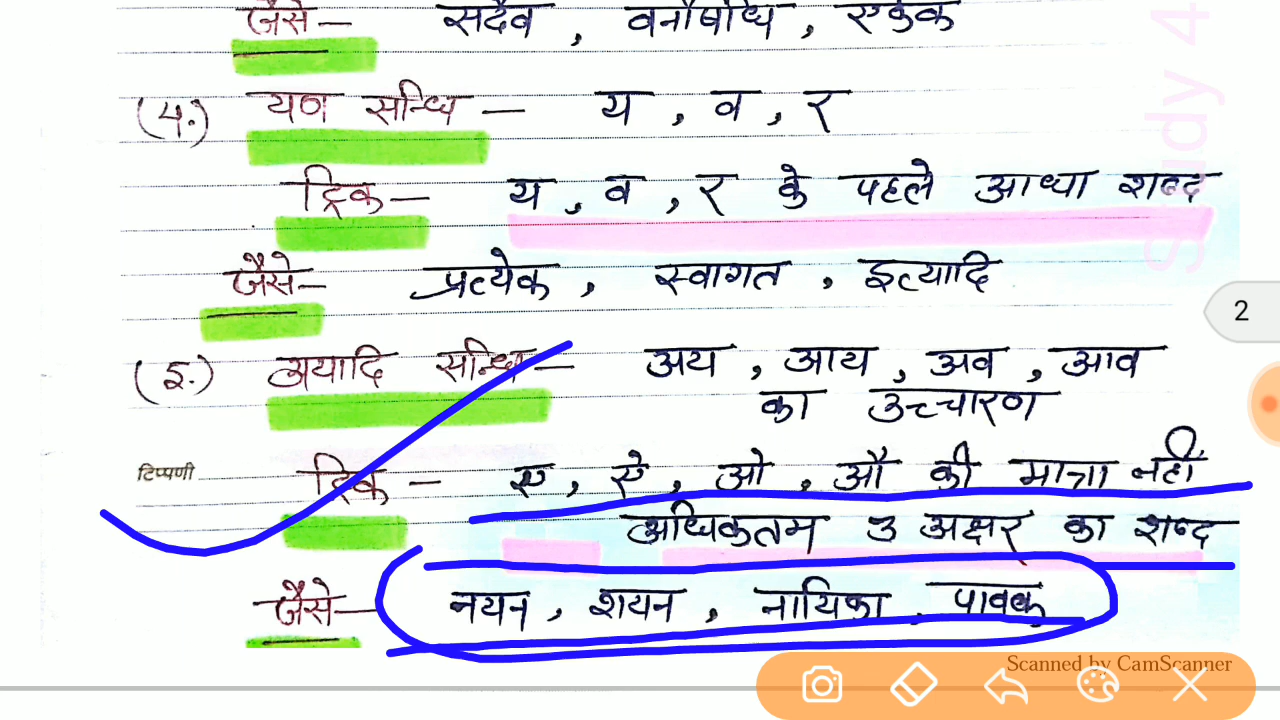 जैसे— सदैव , वनौषधि , एकैक
(4.) यण सन्धि — य , व , र
ट्रिक— य , व , र के पहले आधा शब्द
जैसे— प्रत्येक , स्वागत , इत्यादि
2
(5.) अयादि सन्धि — अय , आय , अव , आव
का उच्चारण
टिप्पणी ट्रिक — ए , ऐ , ओ , औ की मात्रा नहीं
अधिकतम 3 अक्षर का शब्द
जैसे— नयन , शयन , नायिका , पावक
Scanned by CamScanner